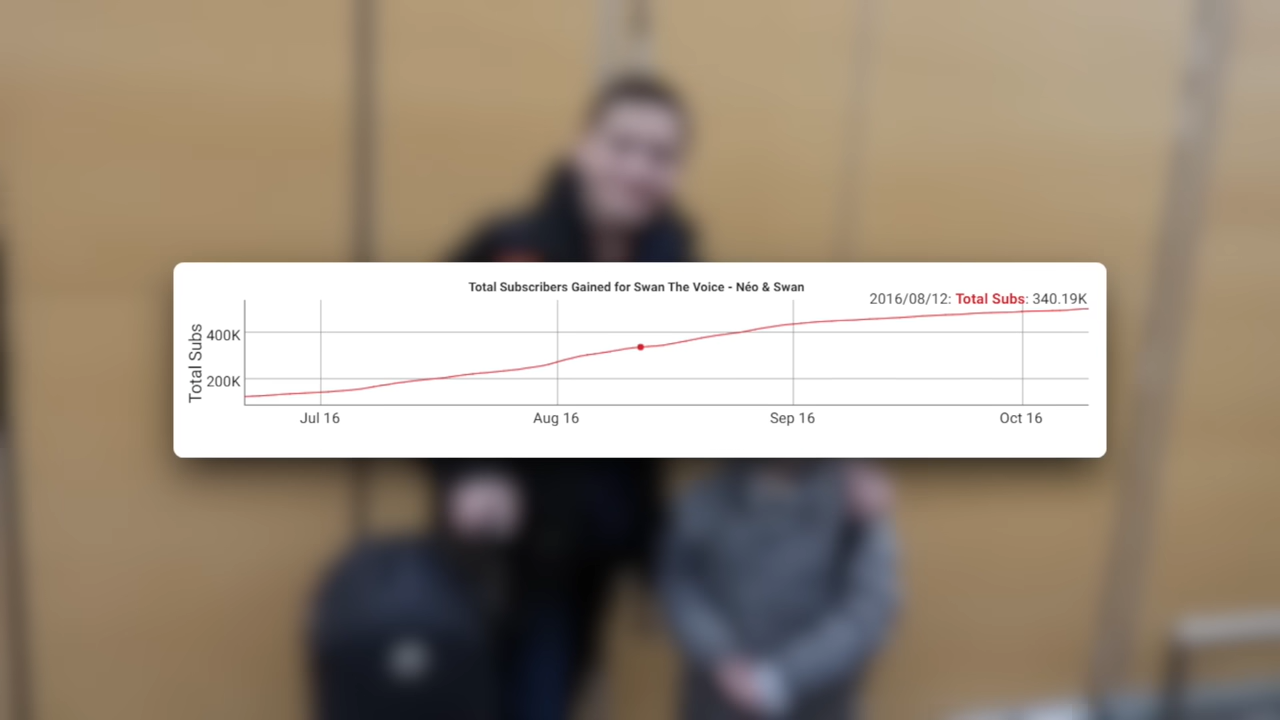 Total Subscribers Gained for Swan The Voice - Néo & Swan
2016/08/12: Total Subs: 340.19K
Total Subs
400K
200K
Jul 16
Aug 16
Sep 16
Oct 16